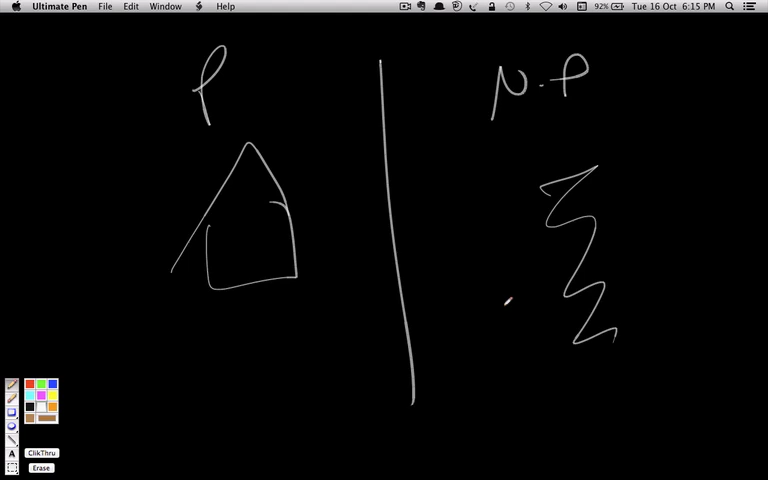 Ultimate Pen File Edit Window Help 92% Tue 16 Oct 6:15 PM
P N.P
A
ClikThru
Erase